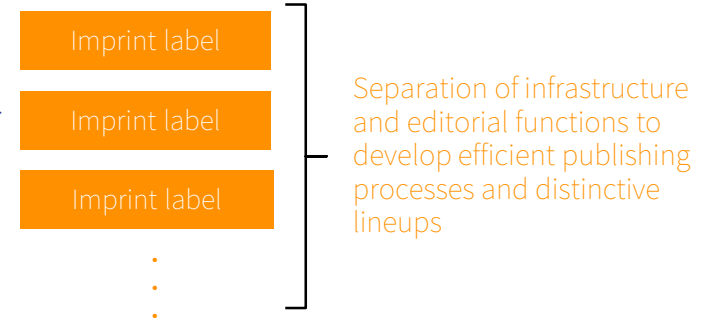 Imprint label
Imprint label
Imprint label
Separation of infrastructure
and editorial functions to
develop efficient publishing
processes and distinctive
lineups